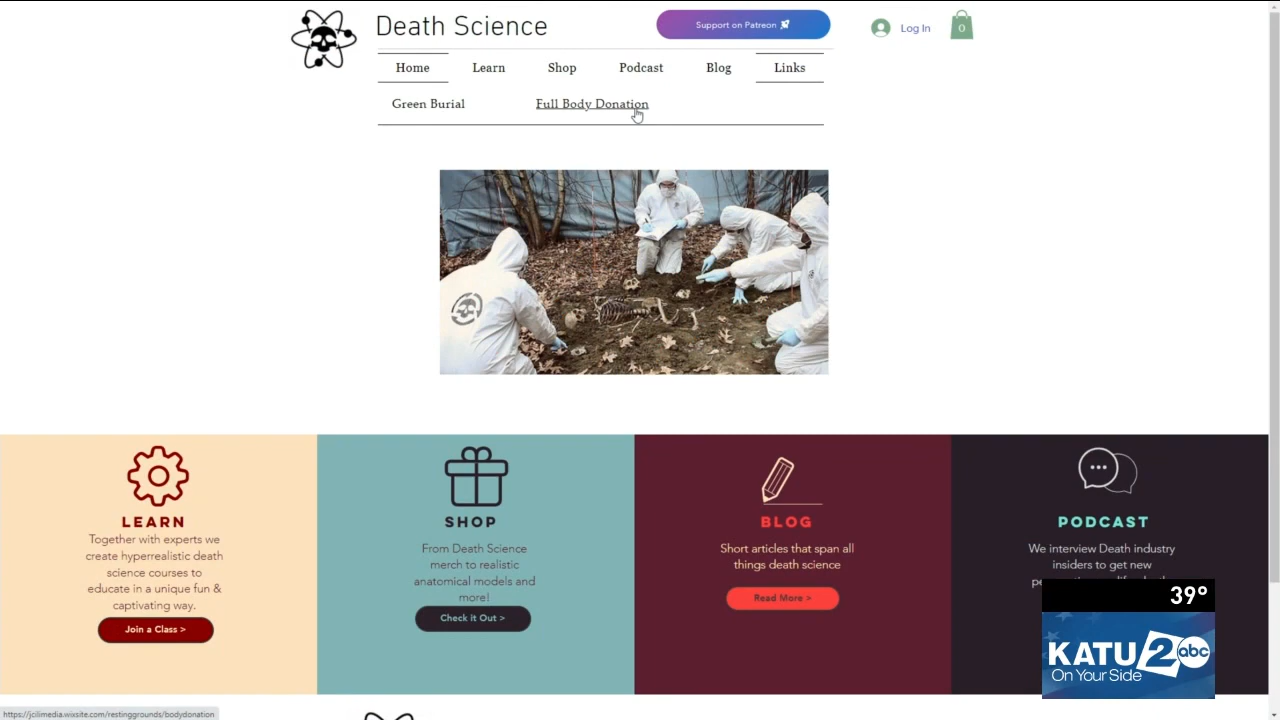 Death Science
Support on Patreon
Log In
0
Home
Learn
Shop
Podcast
Blog
Links
Green Burial
Full Body Donation
LEARN
Together with experts we
create hyperrealistic death
science courses to
educate in a unique fun &
captivating way.
Join a Class >
SHOP
From Death Science
merch to realistic
anatomical models and
more!
Check it Out >
BLOG
Short articles that span all
things death science
Read More >
PODCAST
We interview Death industry
insiders to get new
39°
KATU 2 abc
On Your Side
https://jcilimedia.wixsite.com/restinggrounds/bodydonation